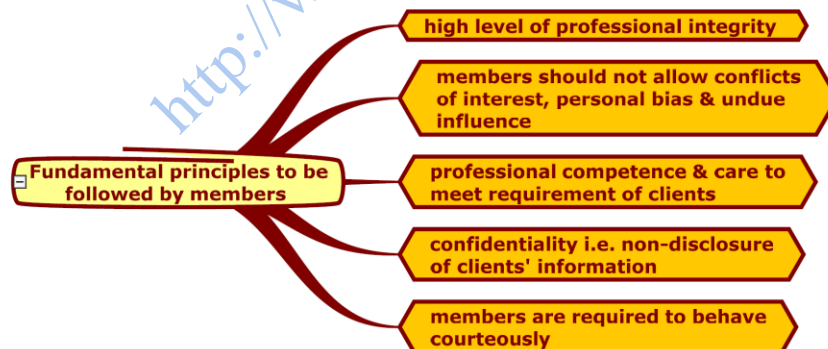 http://
Fundamental principles to be
followed by members
high level of professional integrity
members should not allow conflicts
of interest, personal bias & undue
influence
professional competence & care to
meet requirement of clients
confidentiality i.e. non-disclosure
of clients' information
members are required to behave
courteously